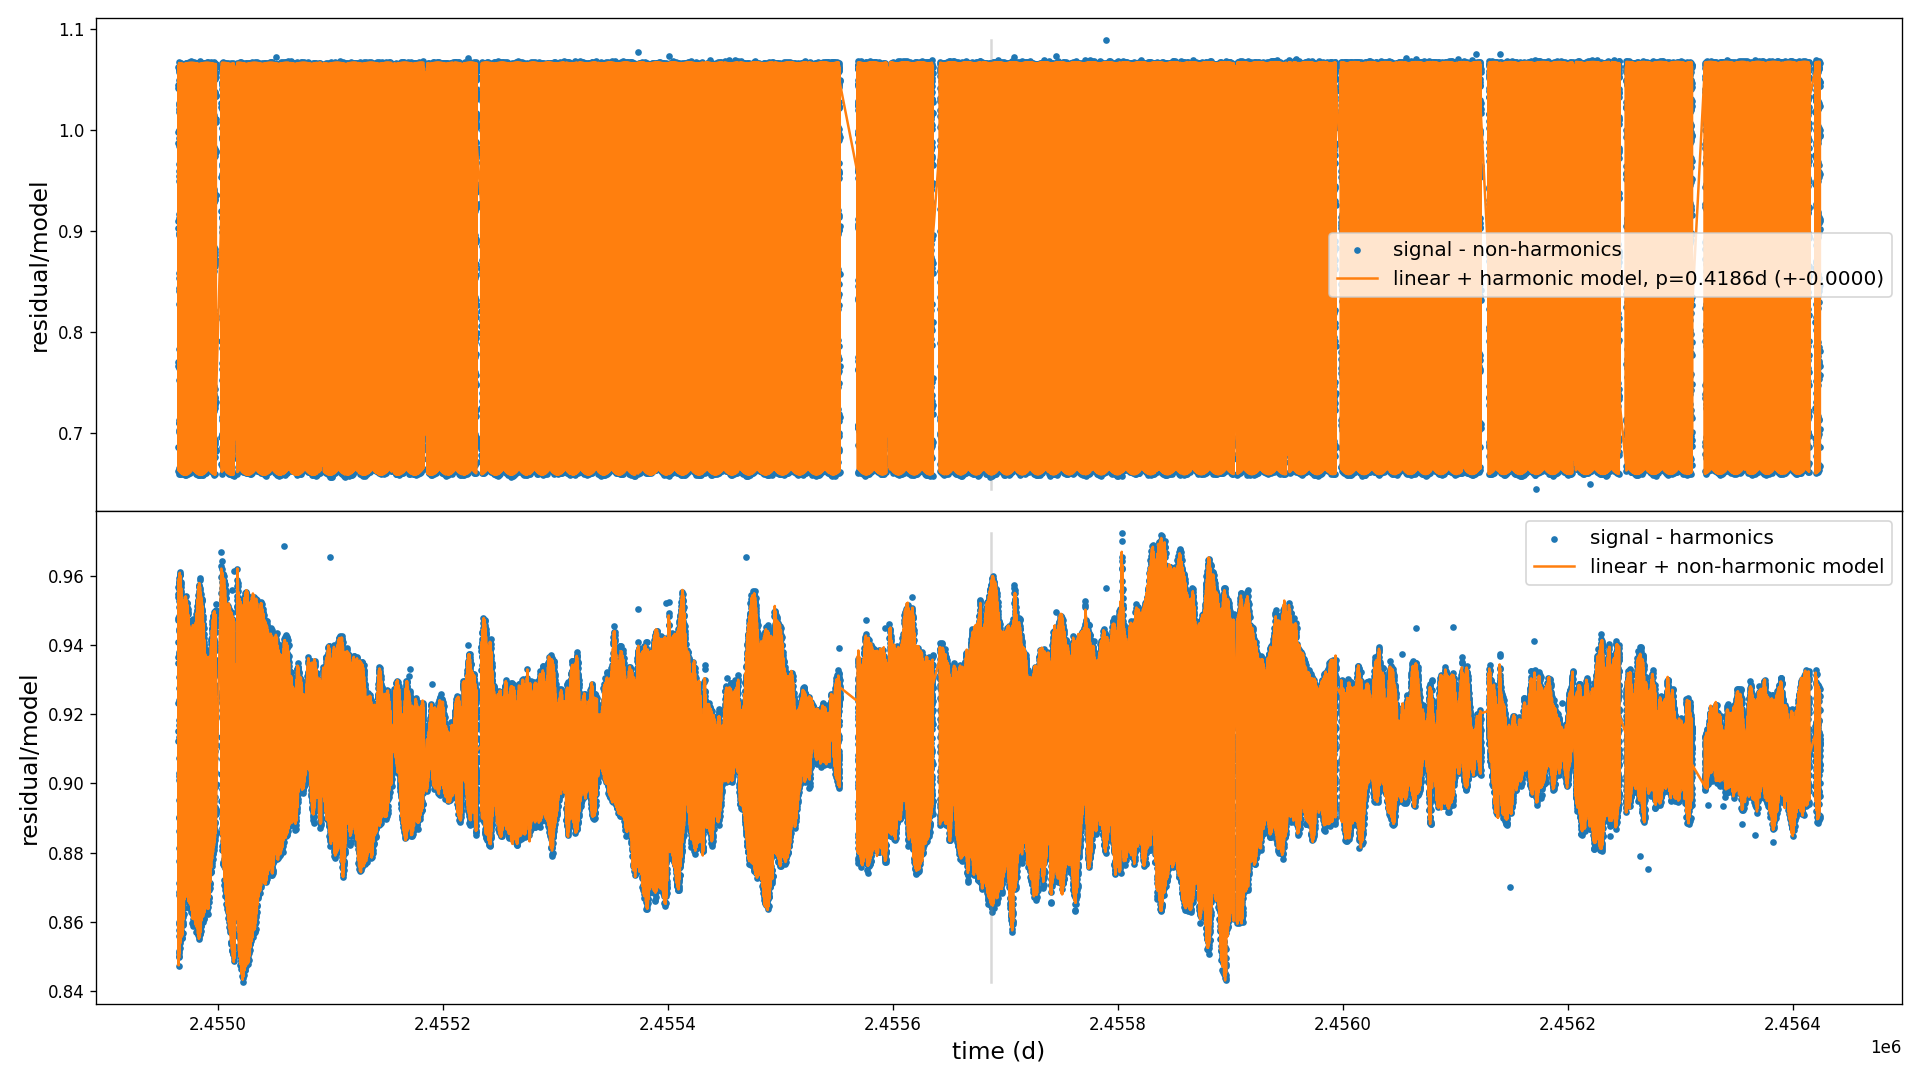 1.1
1.0
0.9
0.8
0.7
residual/model
signal - non-harmonics
linear + harmonic model, p=0.4186d (+-0.0000)
0.96
0.94
0.92
0.90
0.88
0.86
0.84
residual/model
signal - harmonics
linear + non-harmonic model
2.4550 2.4552 2.4554 2.4556 2.4558 2.4560 2.4562 2.4564
1e6
time (d)